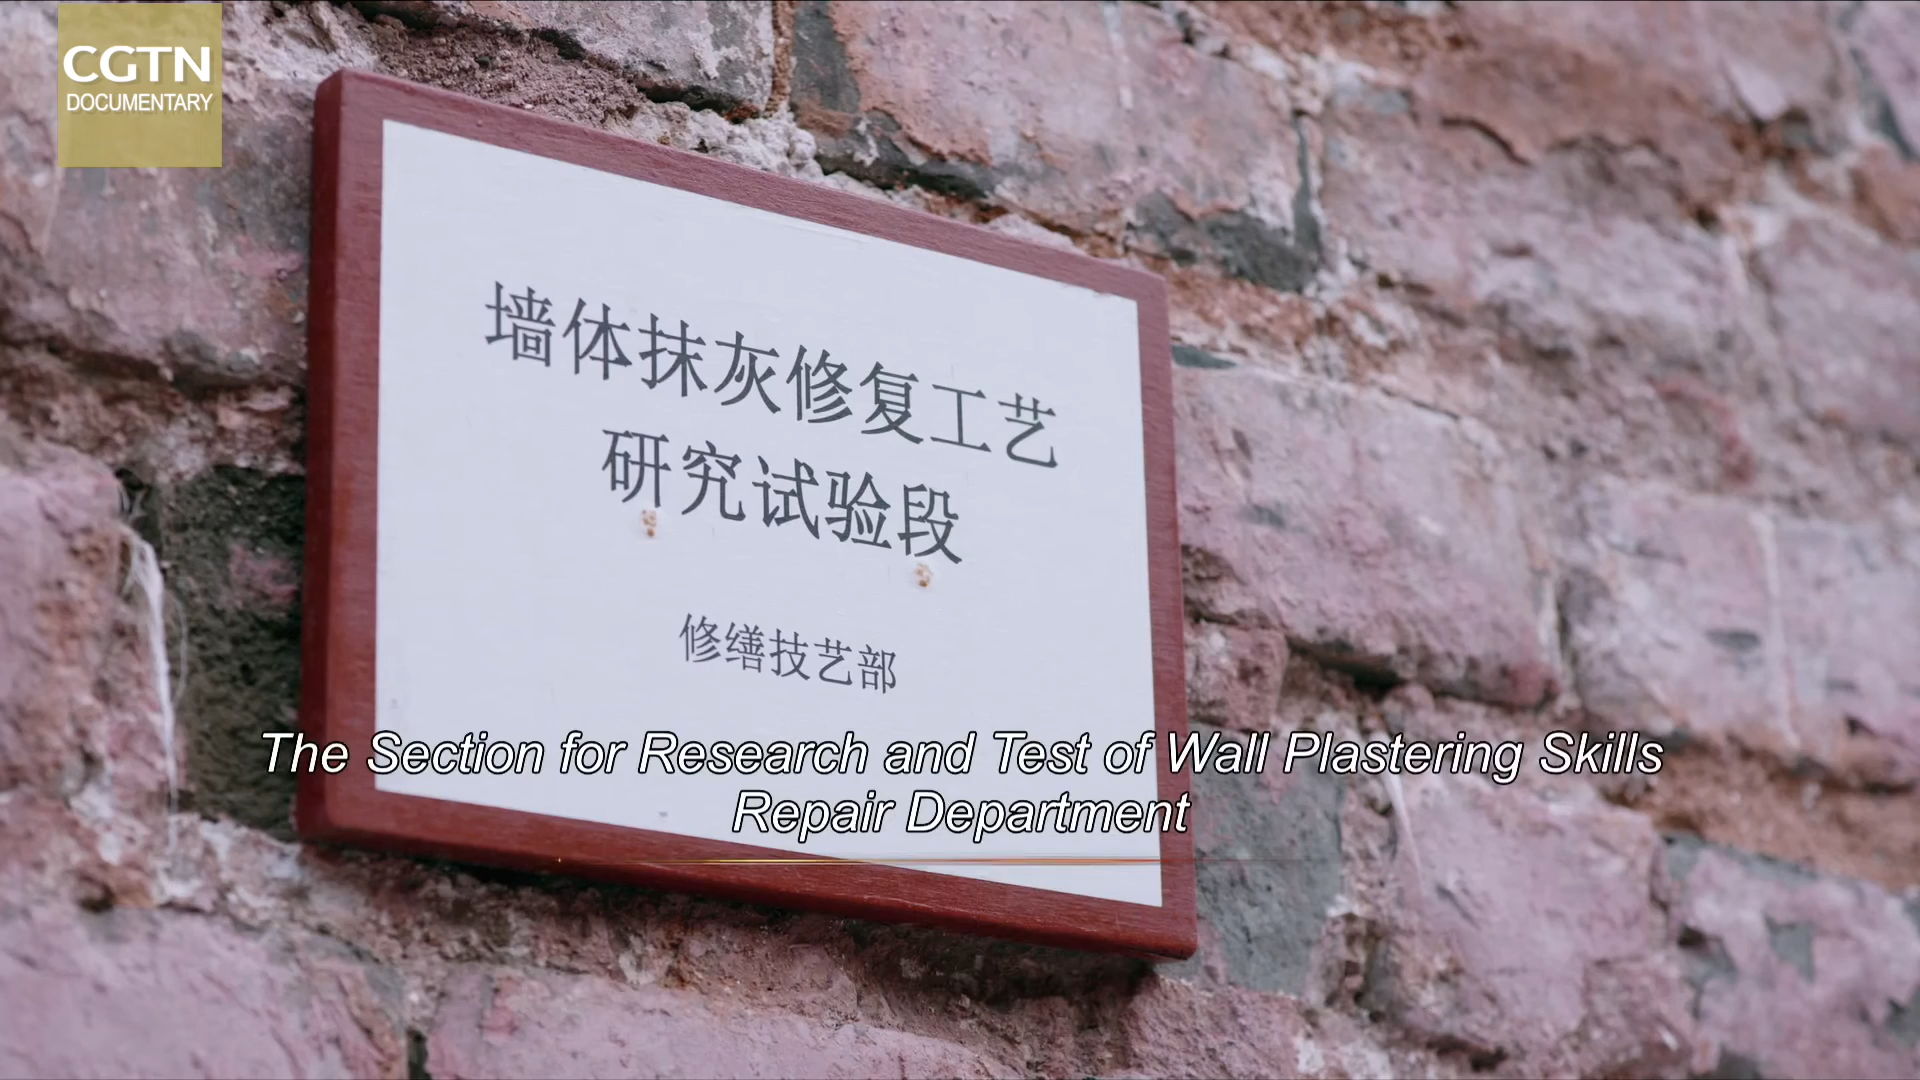 CGTN
DOCUMENTARY
墙体抹灰修复工艺
研究试验段
修缮技艺部
The Section for Research and Test of Wall Plastering Skills
Repair Department